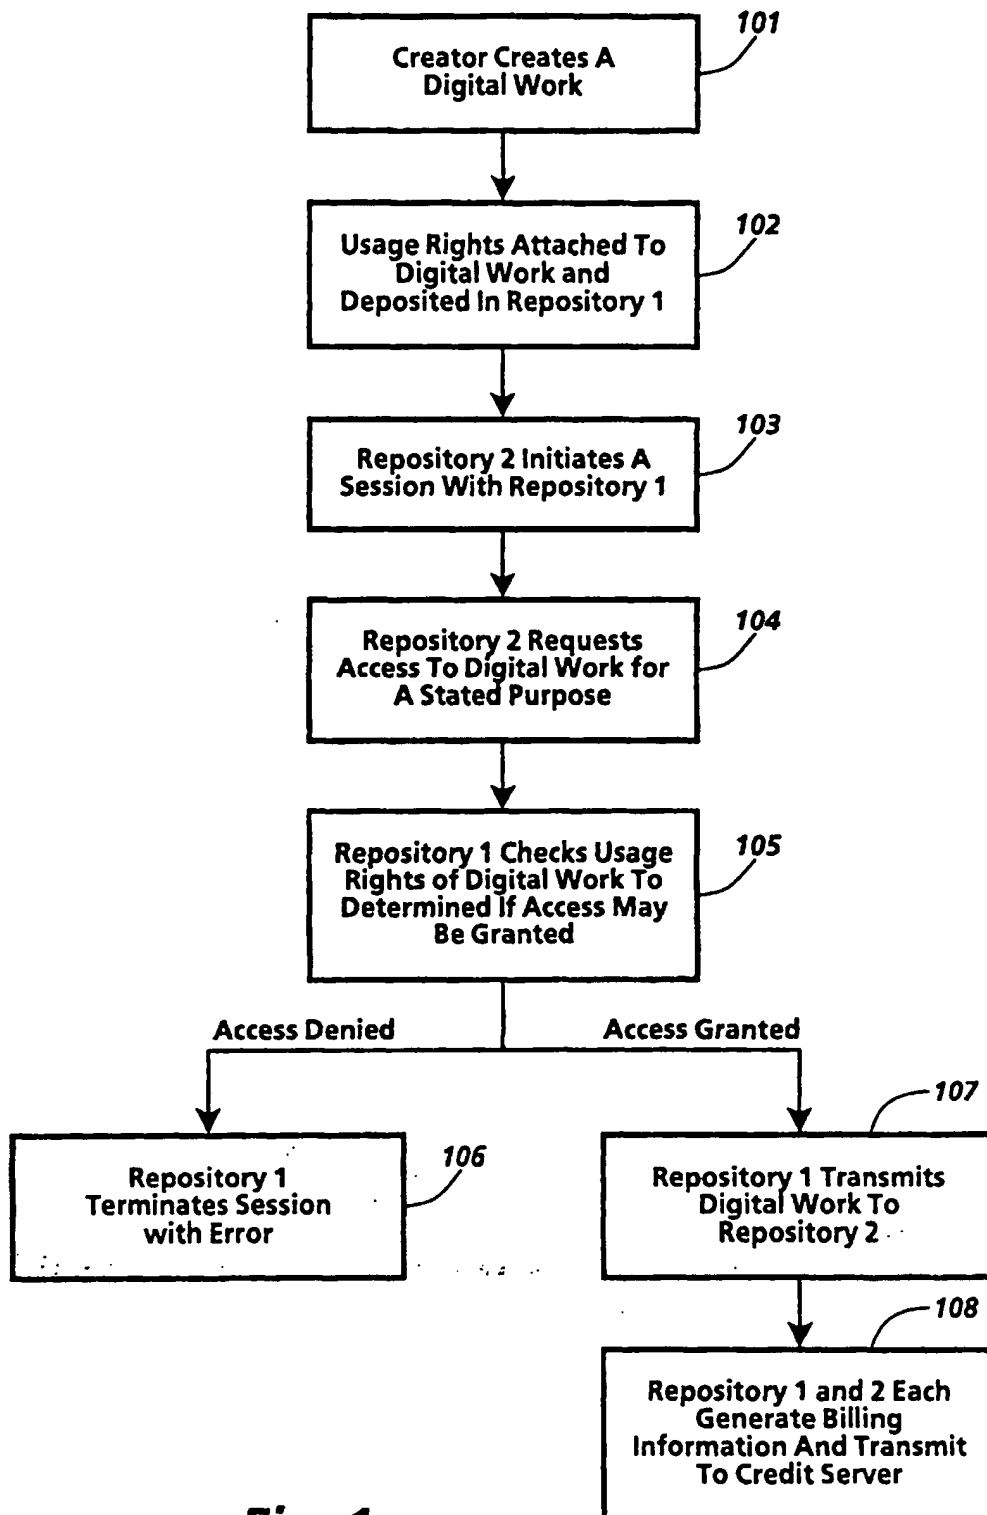 101
Creator Creates A
Digital Work
102
Usage Rights Attached To
Digital Work and
Deposited In Repository 1
103
Repository 2 Initiates A
Session With Repository 1
104
Repository 2 Requests
Access To Digital Work for
A Stated Purpose
105
Repository 1 Checks Usage
Rights of Digital Work To
Determined If Access May
Be Granted
Access Denied
Access Granted
106
Repository 1
Terminates Session
with Error
107
Repository 1 Transmits
Digital Work To
Repository 2
108
Repository 1 and 2 Each
Generate Billing
Information And Transmit
To Credit Server